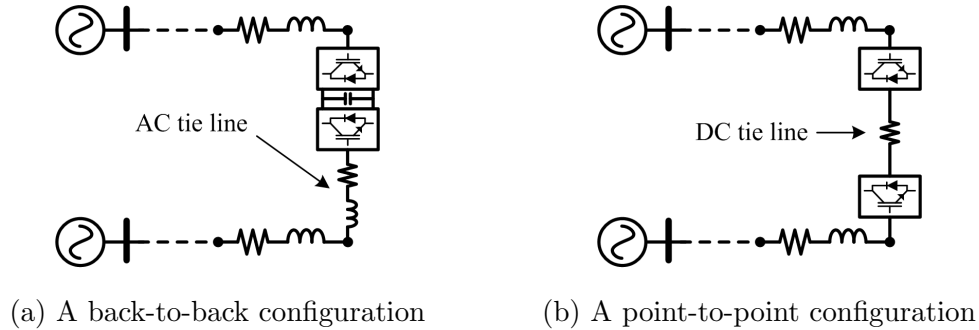 AC tie line
DC tie line
(a) A back-to-back configuration
(b) A point-to-point configuration